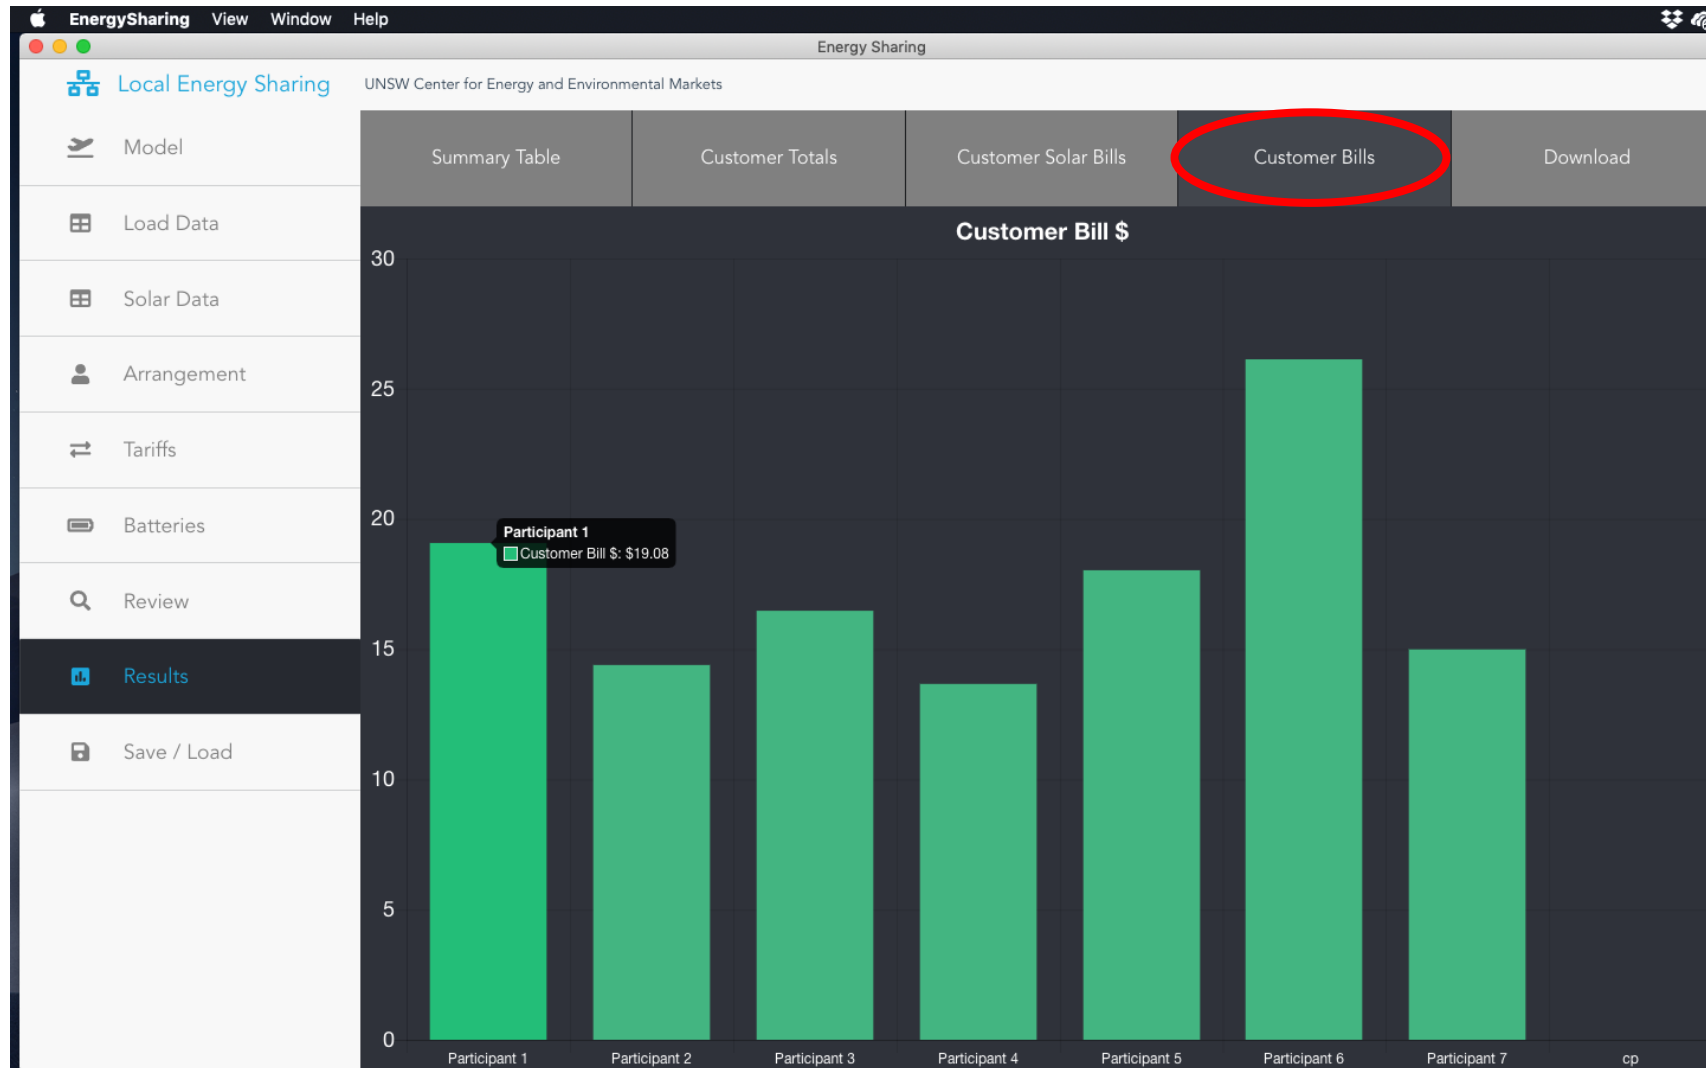 EnergySharing View Window Help
Energy Sharing
Local Energy Sharing
UNSW Center for Energy and Environmental Markets
Model
Load Data
Solar Data
Arrangement
Tariffs
Batteries
Review
Results
Save / Load
Summary Table
Customer Totals
Customer Solar Bills
Customer Bills
Download
Customer Bill $
30
25
20
15
10
5
0
Participant 1
Customer Bill $: $19.08
Participant 1
Participant 2
Participant 3
Participant 4
Participant 5
Participant 6
Participant 7
cp